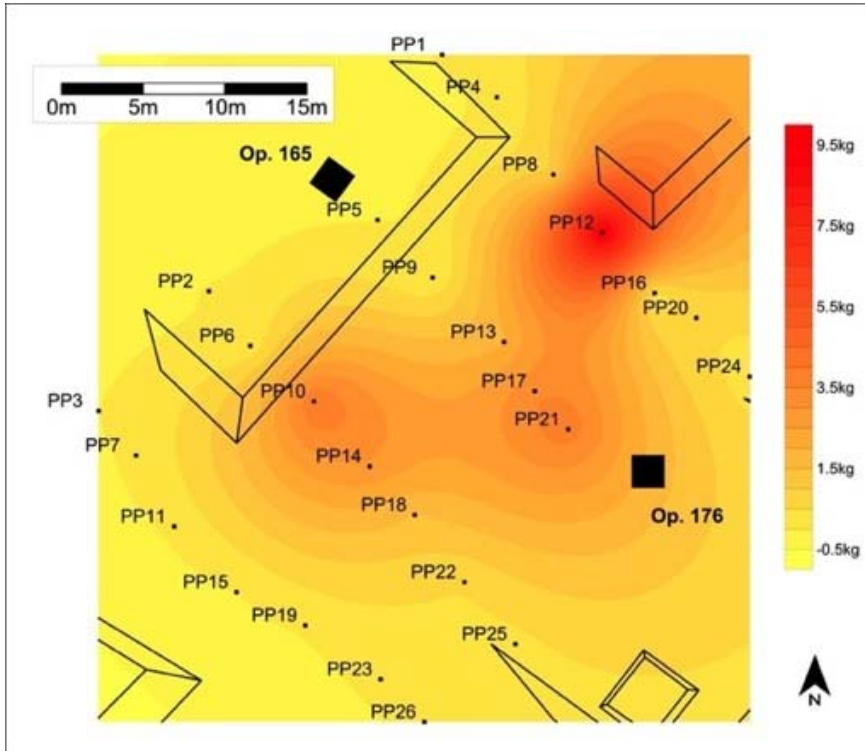 PP1
PP4
0m 5m 10m 15m
9.5kg
Op. 165
PP8
PP5
PP12
7.5kg
PP9
PP2
PP16
PP20
5.5kg
PP6
PP13
PP24
PP10
PP17
3.5kg
PP3
PP21
PP7
PP14
1.5kg
PP18
Op. 176
PP11
-0.5kg
PP22
PP15
PP19
PP25
PP23
N
PP26